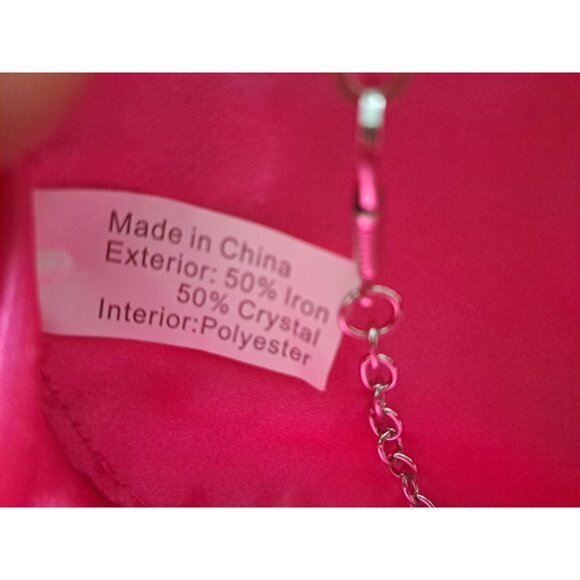 Made in China
Exterior: 50% Iron
50% Crystal
Interior:Polyester